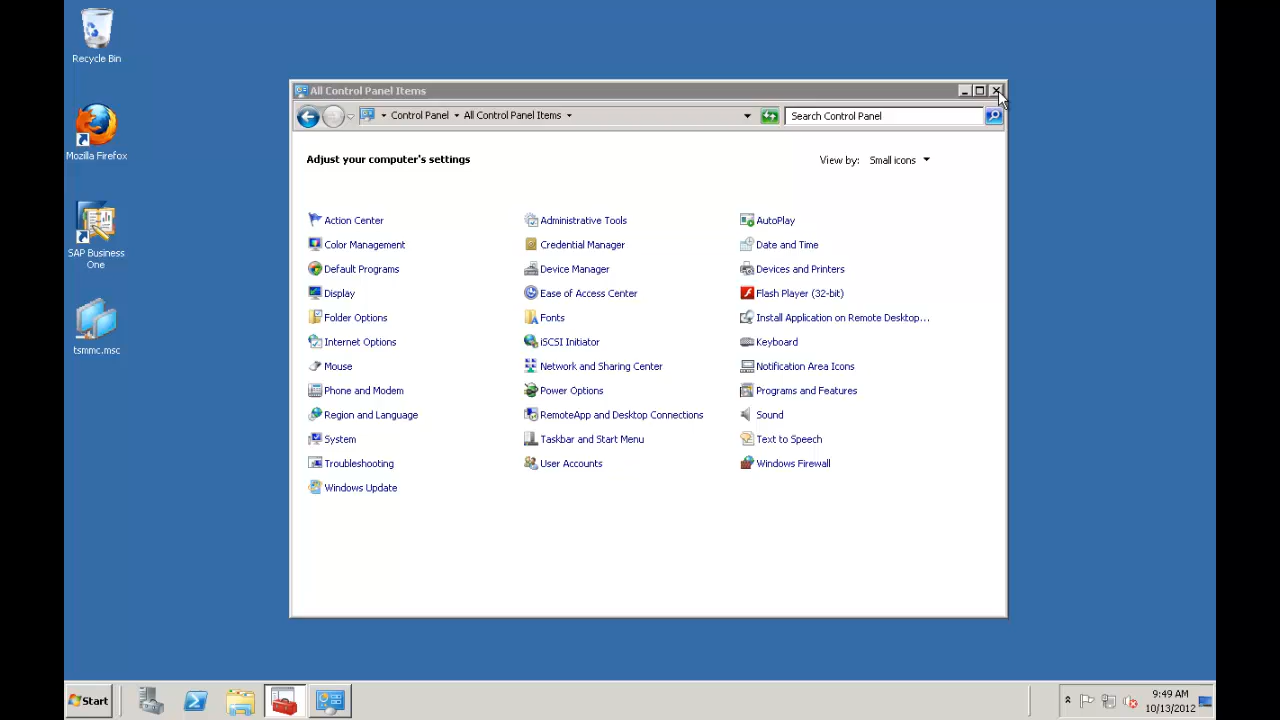 Recycle Bin
Mozilla Firefox
SAP Business
One
tsmmc.msc
All Control Panel Items
Control Panel
All Control Panel Items
Search Control Panel
Adjust your computer's settings
View by: Small icons
Action Center
Administrative Tools
AutoPlay
Color Management
Credential Manager
Date and Time
Default Programs
Device Manager
Devices and Printers
Display
Ease of Access Center
Flash Player (32-bit)
Folder Options
Fonts
Install Application on Remote Desktop...
Internet Options
iSCSI Initiator
Keyboard
Mouse
Network and Sharing Center
Notification Area Icons
Phone and Modem
Power Options
Programs and Features
Region and Language
RemoteApp and Desktop Connections
Sound
System
Taskbar and Start Menu
Text to Speech
Troubleshooting
User Accounts
Windows Firewall
Windows Update
Start
9:49 AM
10/13/2012